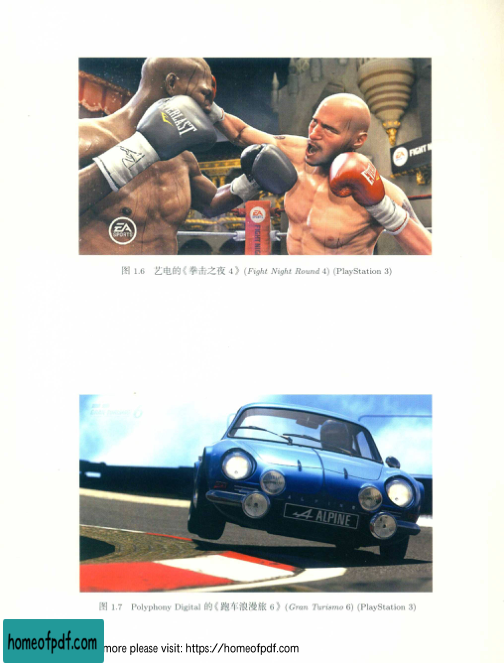 EVERLAST
EA
SPORTS
FIGHT N
图 1.6 艺电的《拳击之夜 4》(Fight Night Round 4) (PlayStation 3)
ALPINE
图 1.7 Polyphony Digital 的《跑车浪漫旅 6》(Gran Turismo 6) (PlayStation 3)
homeofpdf.com
more please visit: https://homeofpdf.com